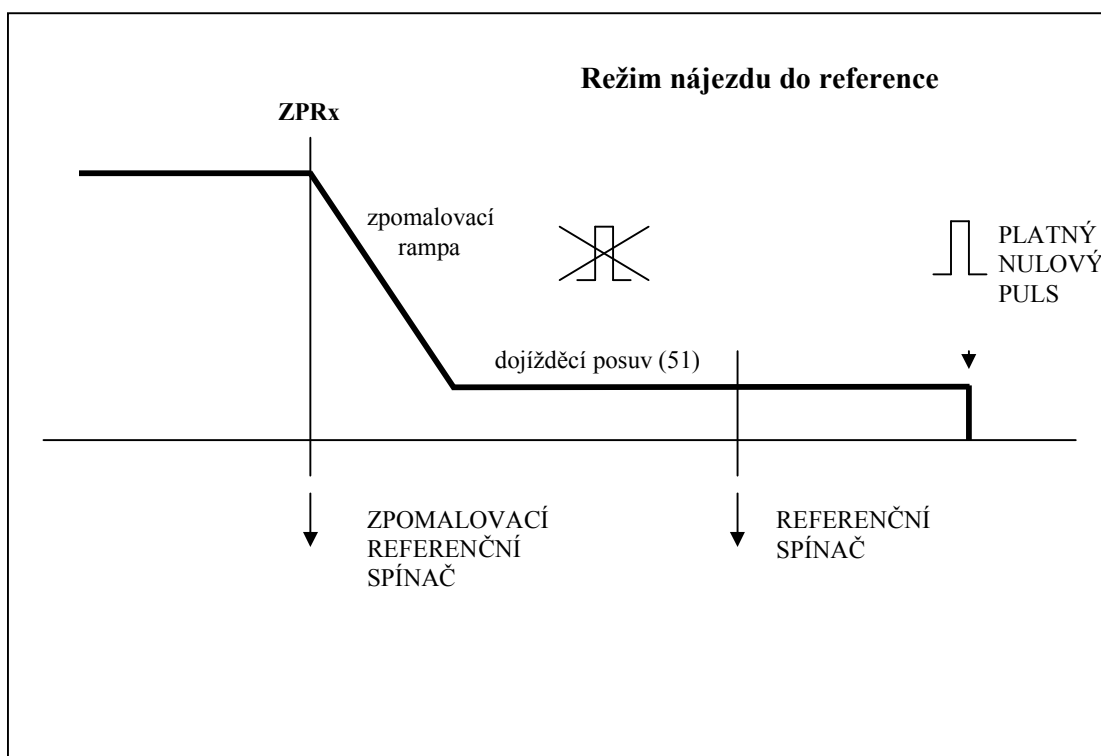 Režim nájezdu do reference
ZPRx
zpomalovací
rampa
PLATNÝ
NULOVÝ
PULS
dojížděcí posuv (51)
ZPOMALOVACÍ
REFERENČNÍ
SPÍNAČ
REFERENČNÍ
SPÍNAČ